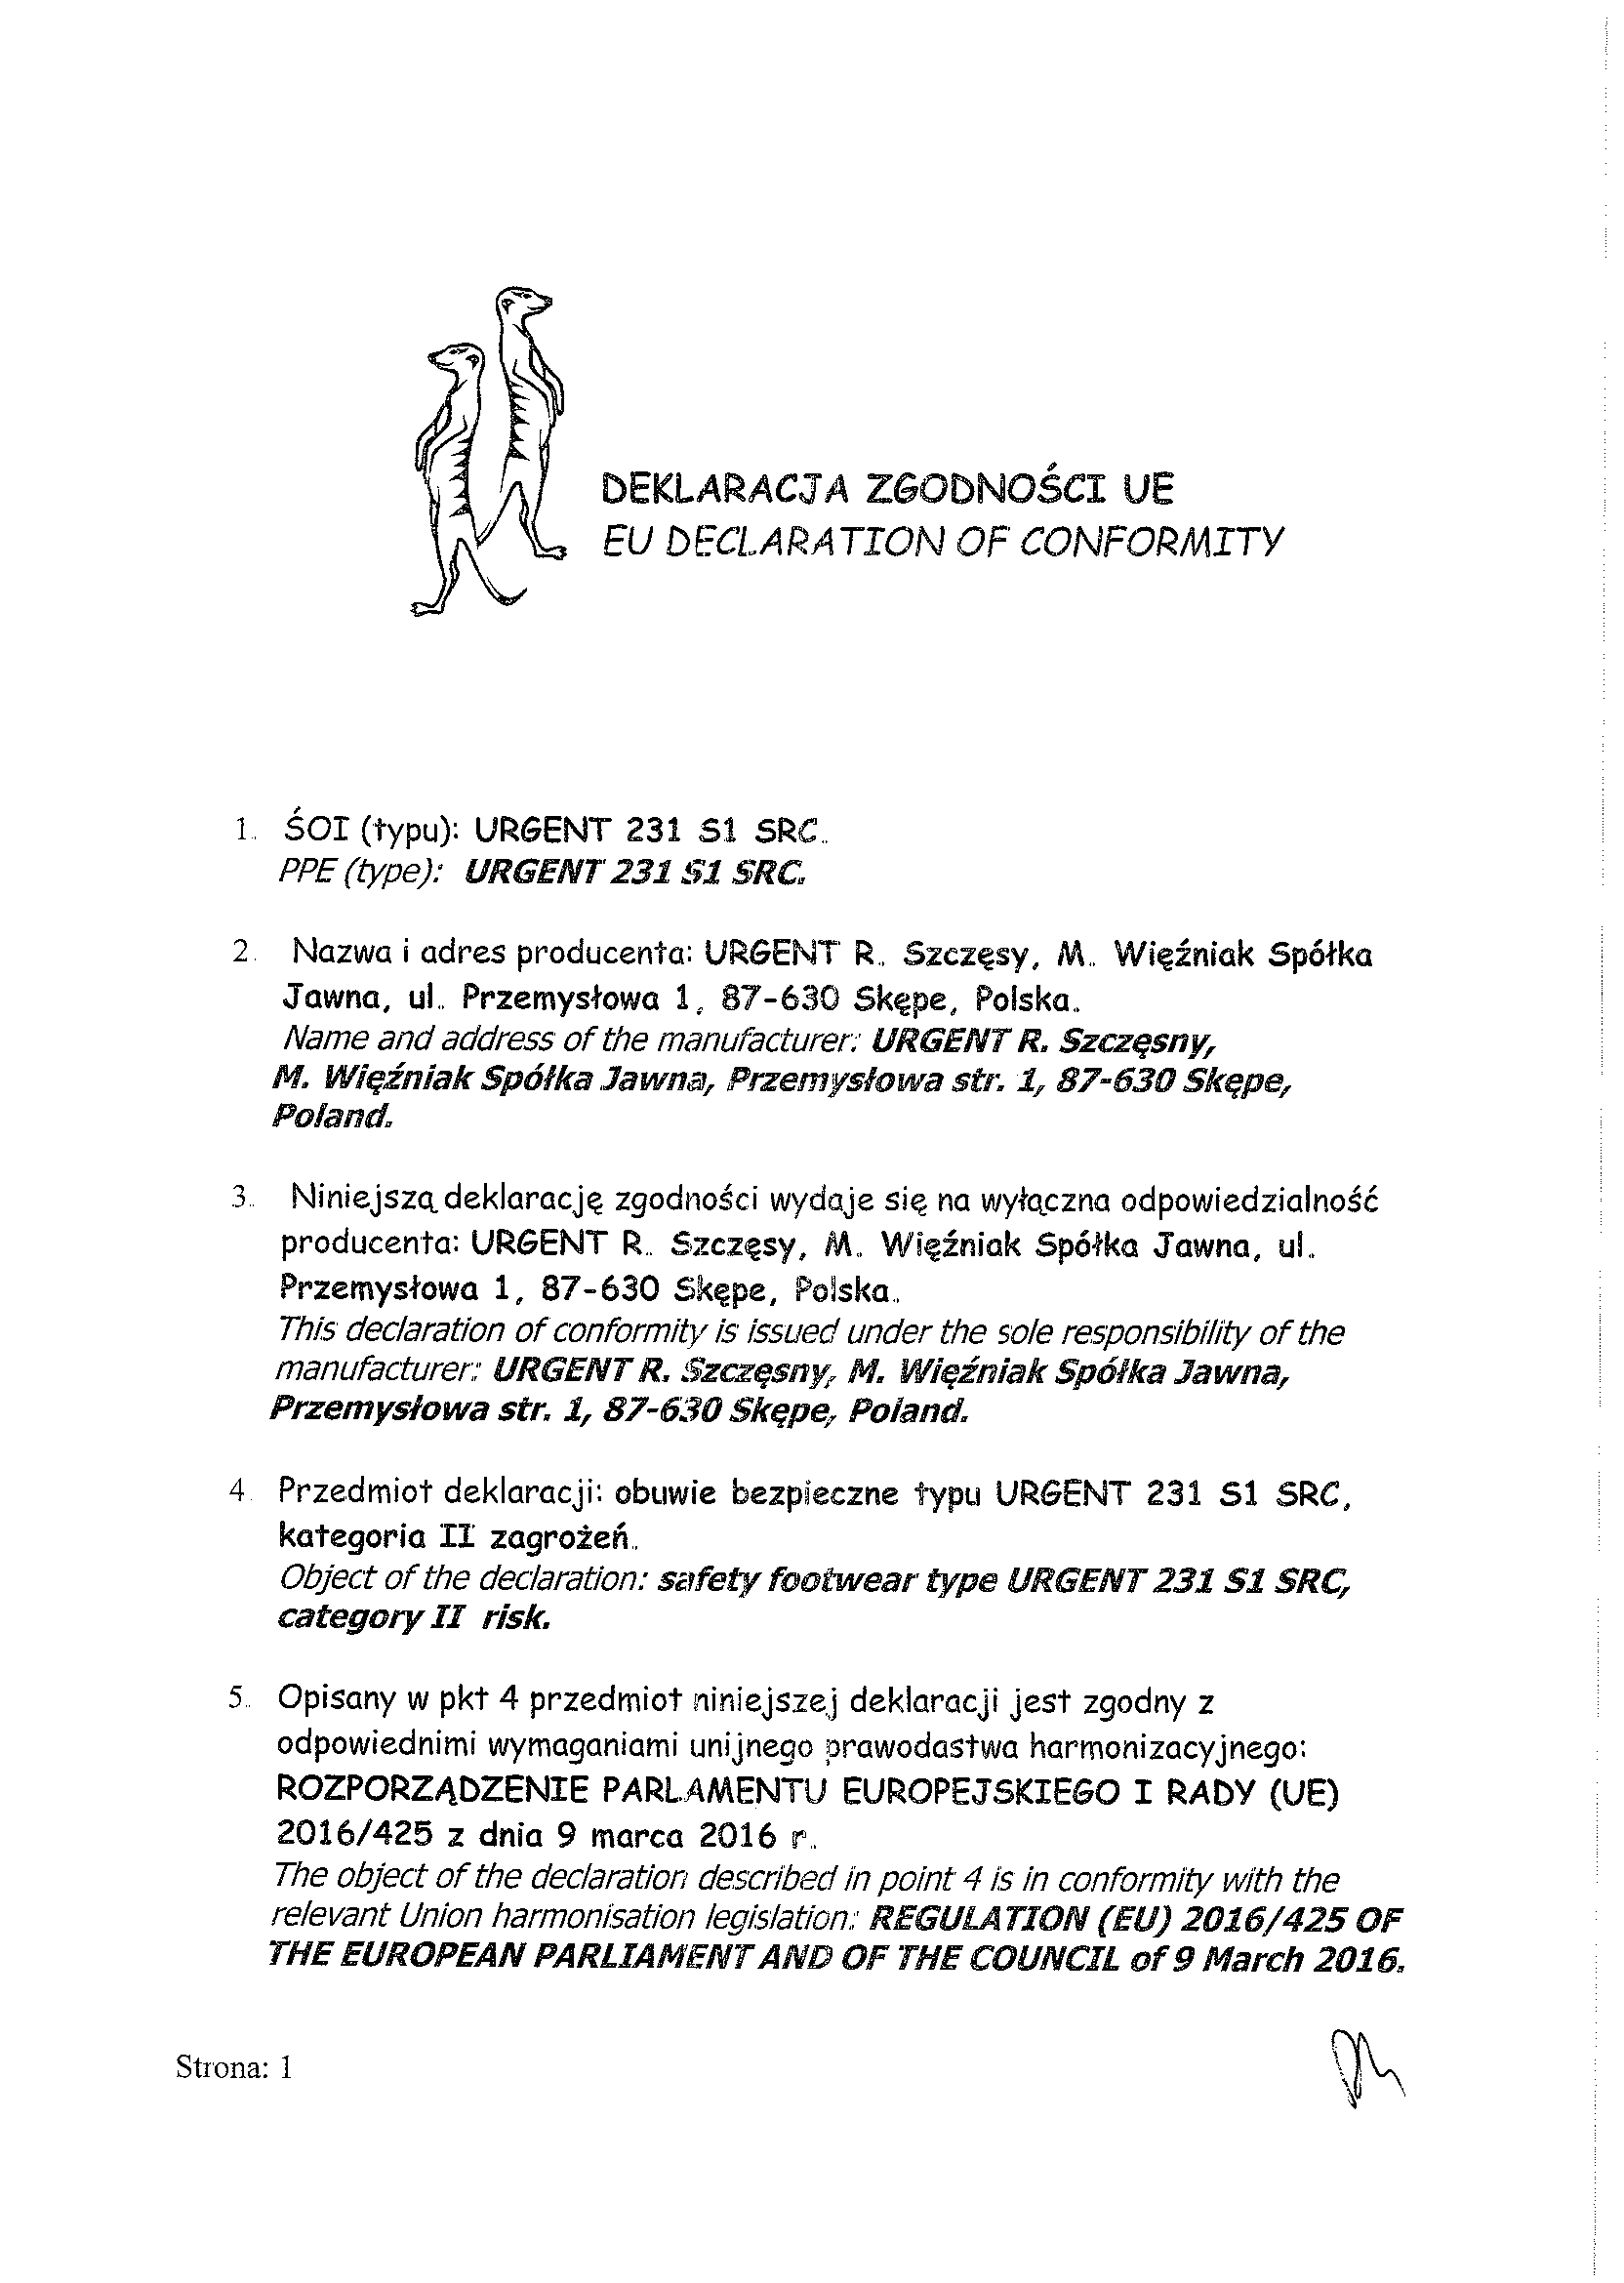 DEKLARACJA ZGODNOŚCI UE
EU DECLARATION OF CONFORMITY
1. ŚOI (typu): URGENT 231 S1 SRC.
PPE (type): URGENT 231 S1 SRC.
2. Nazwa i adres producenta: URGENT R. Szczęsy, M. Więźniak Spółka
Jawna, ul. Przemysłowa 1, 87-630 Skępe, Polska.
Name and address of the manufacturer: URGENT R. Szczęsny,
M. Więźniak Spółka Jawna, Przemysłowa str. 1, 87-630 Skępe,
Poland.
3. Niniejszą deklarację zgodności wydaje się na wyłączna odpowiedzialność
producenta: URGENT R. Szczęsy, M. Więźniak Spółka Jawna, ul.
Przemysłowa 1, 87-630 Skępe, Polska.
This declaration of conformity is issued under the sole responsibility of the
manufacturer: URGENT R. Szczęsny, M. Więźniak Spółka Jawna,
Przemysłowa str. 1, 87-630 Skępe, Poland.
4. Przedmiot deklaracji: obuwie bezpieczne typu URGENT 231 S1 SRC,
kategoria II zagrożeń.
Object of the declaration: safety footwear type URGENT 231 S1 SRC,
category II risk.
5. Opisany w pkt 4 przedmiot niniejszej deklaracji jest zgodny z
odpowiednimi wymaganiami unijnego prawodastwa harmonizacyjnego:
ROZPORZĄDZENIE PARLAMENTU EUROPEJSKIEGO I RADY (UE)
2016/425 z dnia 9 marca 2016 r.
The object of the declaration described in point 4 is in conformity with the
relevant Union harmonisation legislation: REGULATION (EU) 2016/425 OF
THE EUROPEAN PARLIAMENT AND OF THE COUNCIL of 9 March 2016.
Strona: 1